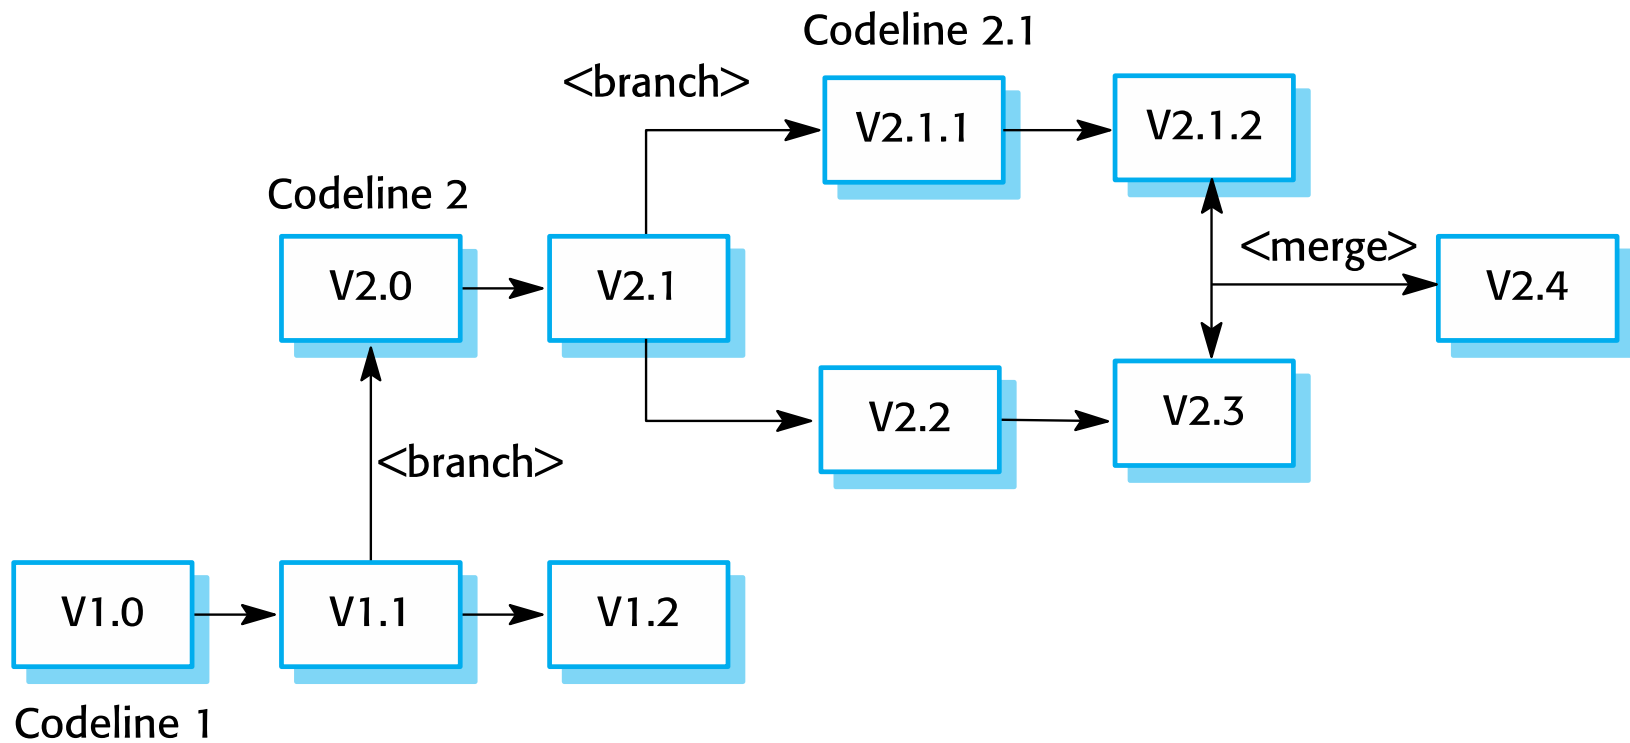 Codeline 2.1
<branch>
V2.1.1
V2.1.2
Codeline 2
<merge>
V2.0
V2.1
V2.4
V2.2
V2.3
<branch>
V1.0
V1.1
V1.2
Codeline 1